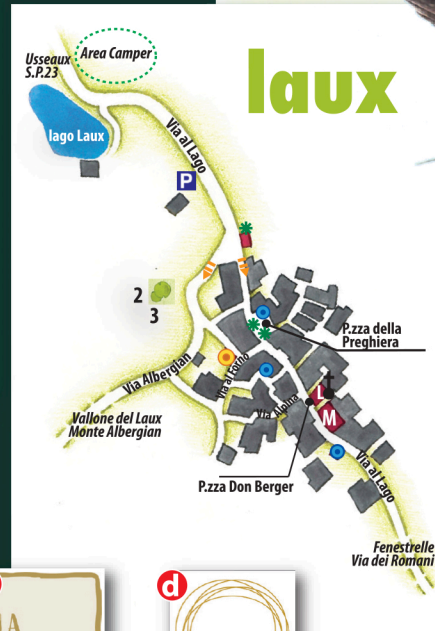 laux
Usseaux
S.P.23
Area Camper
lago Laux
Via al Lago
P
2
3
P.zza della
Preghiera
Via Albergian
Via al Forno
Via Alpina
Vallone del Laux
Monte Albergian
L
M
P.zza Don Berger
Via al Lago
Fenestrelle
Via dei Romani
d